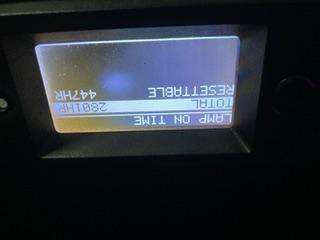 LAMP ON TIME
TOTAL 2801HR
RESETTABLE
447HR